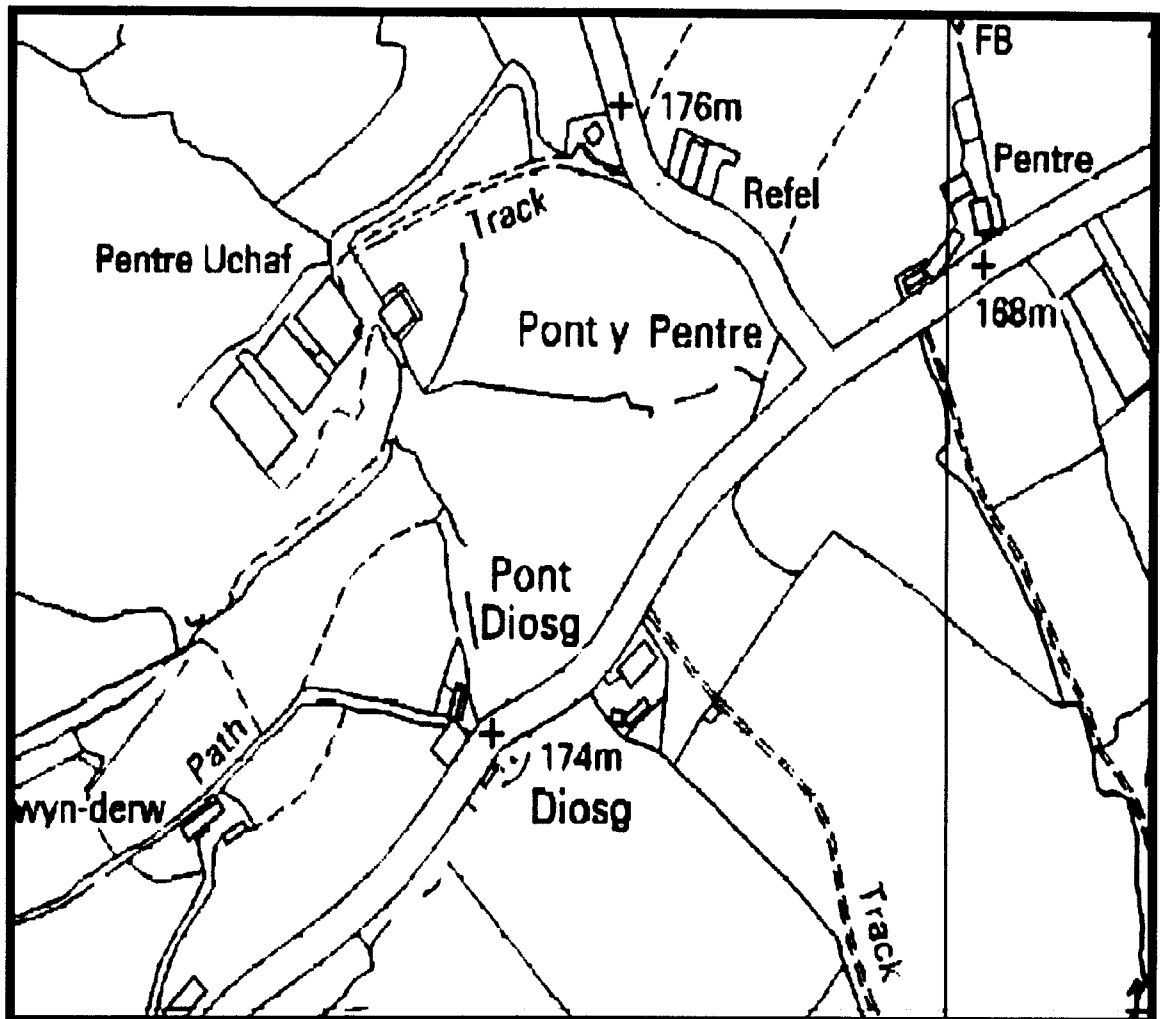 FB
176m
Pentre
Refel
Track
Pentre Uchaf
168m
Pont y Pentre
Pont
Diosg
Path
174m
wyn-derw
Diosg
Track